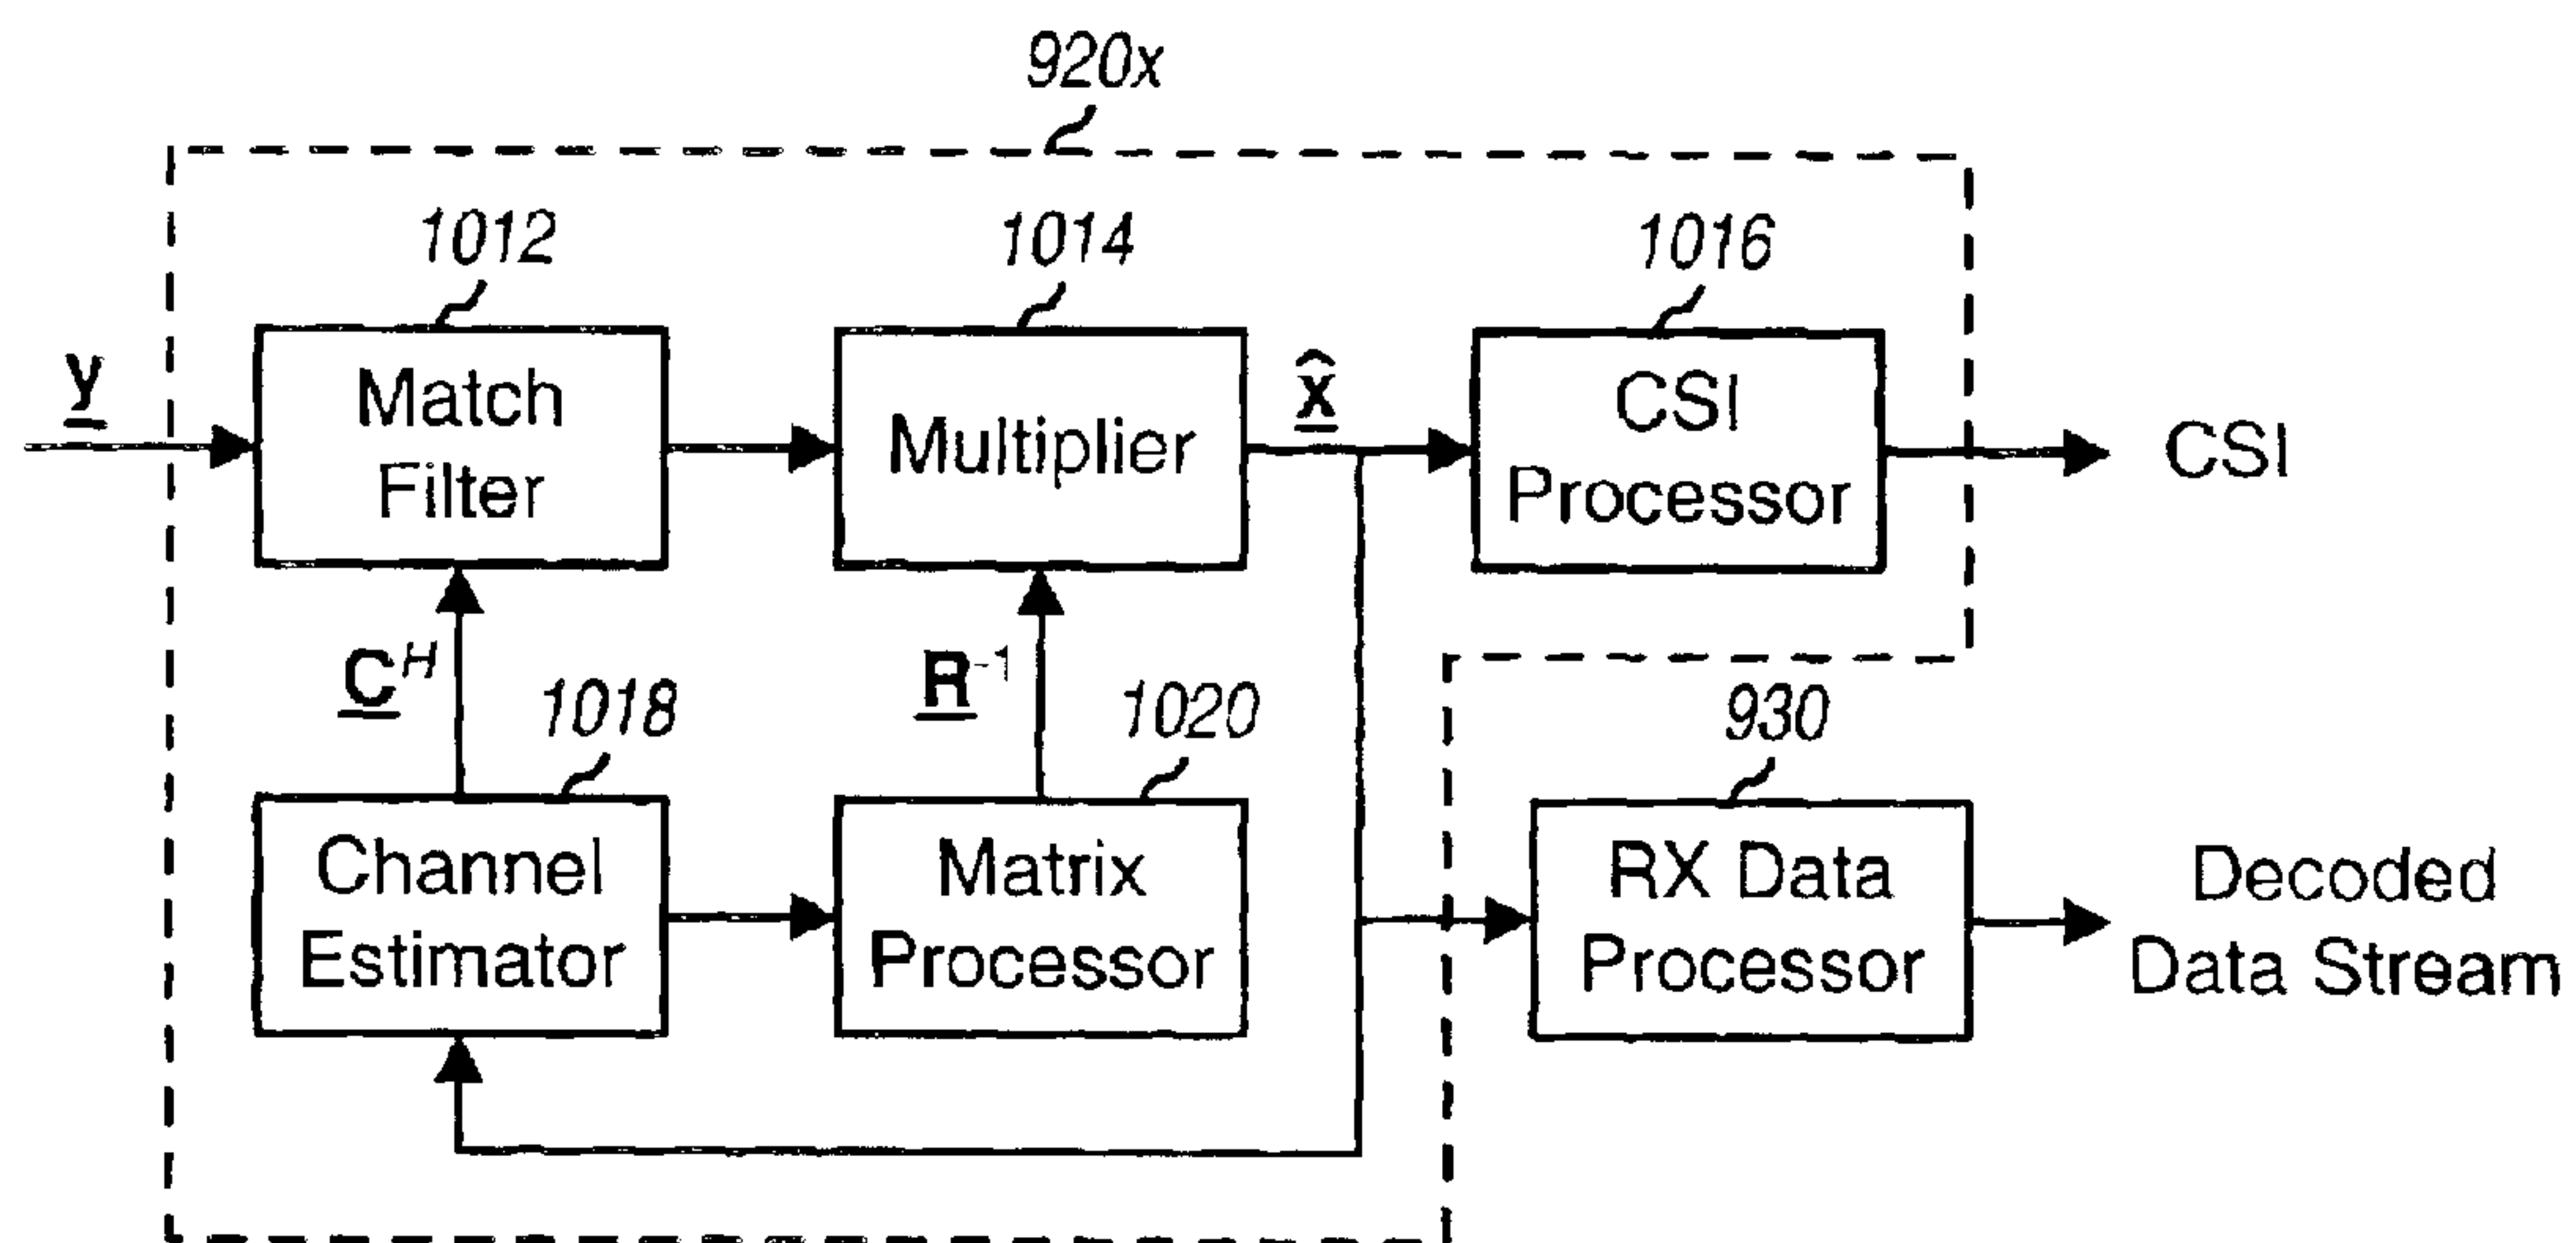 920x
1012
1014
1016
y
Match
Filter
Multiplier
x̂
CSI
Processor
CSI
C^H
R^-1
1018
1020
930
Channel
Estimator
Matrix
Processor
RX Data
Processor
Decoded
Data Stream